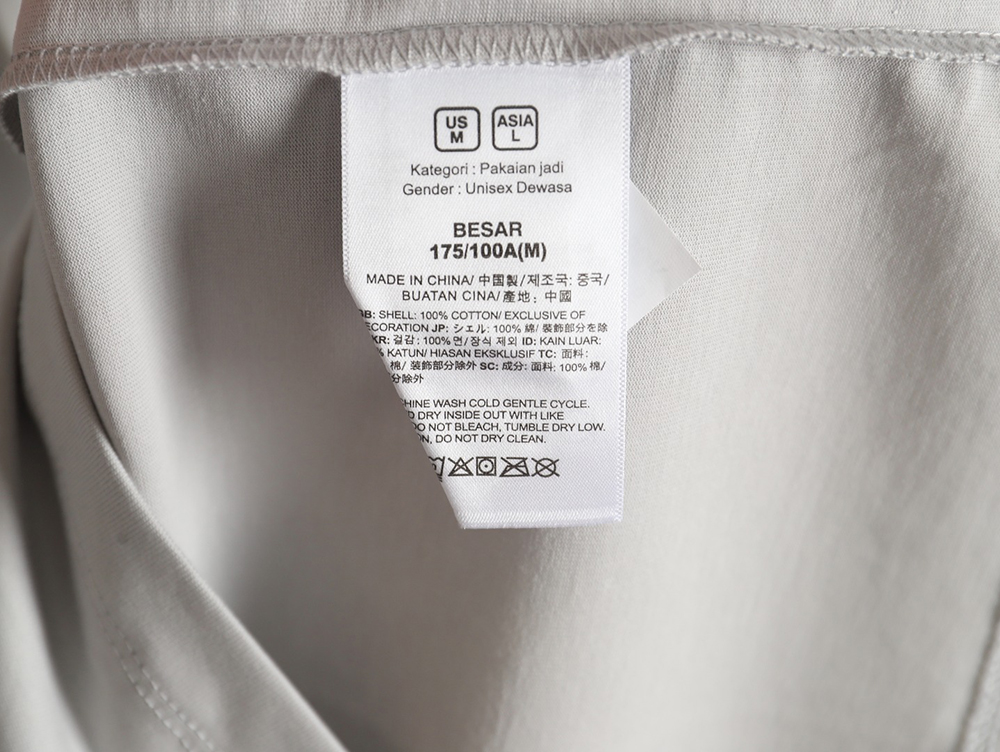 US
M
ASIA
L
Kategori : Pakaian jadi
Gender : Unisex Dewasa
BESAR
175/100A(M)
MADE IN CHINA/ 中国製/제조국: 중국/
BUATAN CINA/產地: 中國
B: SHELL: 100% COTTON/ EXCLUSIVE OF
ECORATION JP: シェル: 100% 綿/ 装飾部分を除
KR: 겉감: 100% 면/장식 제외 ID: KAIN LUAR:
% KATUN/ HIASAN EKSKLUSIF TC: 面料:
棉/ 装飾部分除外 SC: 成分: 面料: 100% 棉/
分除外
HINE WASH COLD GENTLE CYCLE.
D DRY INSIDE OUT WITH LIKE
DO NOT BLEACH, TUMBLE DRY LOW.
N, DO NOT DRY CLEAN.